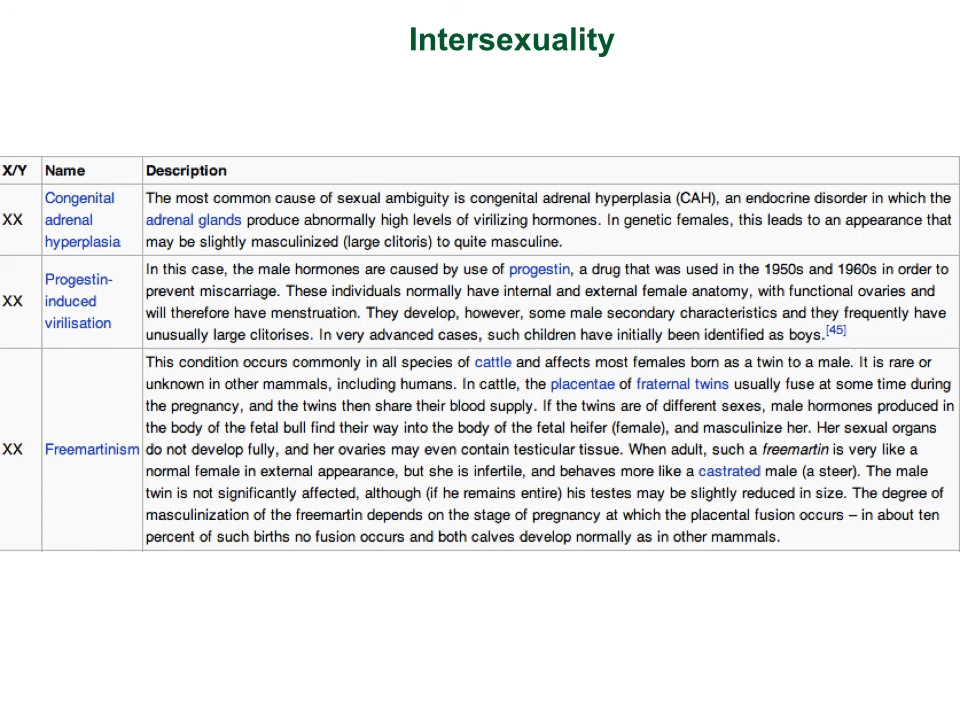 Intersexuality
X/Y Name Description
XX
Congenital
adrenal
hyperplasia
The most common cause of sexual ambiguity is congenital adrenal hyperplasia (CAH), an endocrine disorder in which the
adrenal glands produce abnormally high levels of virilizing hormones. In genetic females, this leads to an appearance that
may be slightly masculinized (large clitoris) to quite masculine.
XX
Progestin-
induced
virilisation
In this case, the male hormones are caused by use of progestin, a drug that was used in the 1950s and 1960s in order to
prevent miscarriage. These individuals normally have internal and external female anatomy, with functional ovaries and
will therefore have menstruation. They develop, however, some male secondary characteristics and they frequently have
unusually large clitorises. In very advanced cases, such children have initially been identified as boys.[45]
XX
Freemartinism
This condition occurs commonly in all species of cattle and affects most females born as a twin to a male. It is rare or
unknown in other mammals, including humans. In cattle, the placentae of fraternal twins usually fuse at some time during
the pregnancy, and the twins then share their blood supply. If the twins are of different sexes, male hormones produced in
the body of the fetal bull find their way into the body of the fetal heifer (female), and masculinize her. Her sexual organs
do not develop fully, and her ovaries may even contain testicular tissue. When adult, such a freemartin is very like a
normal female in external appearance, but she is infertile, and behaves more like a castrated male (a steer). The male
twin is not significantly affected, although (if he remains entire) his testes may be slightly reduced in size. The degree of
masculinization of the freemartin depends on the stage of pregnancy at which the placental fusion occurs – in about ten
percent of such births no fusion occurs and both calves develop normally as in other mammals.